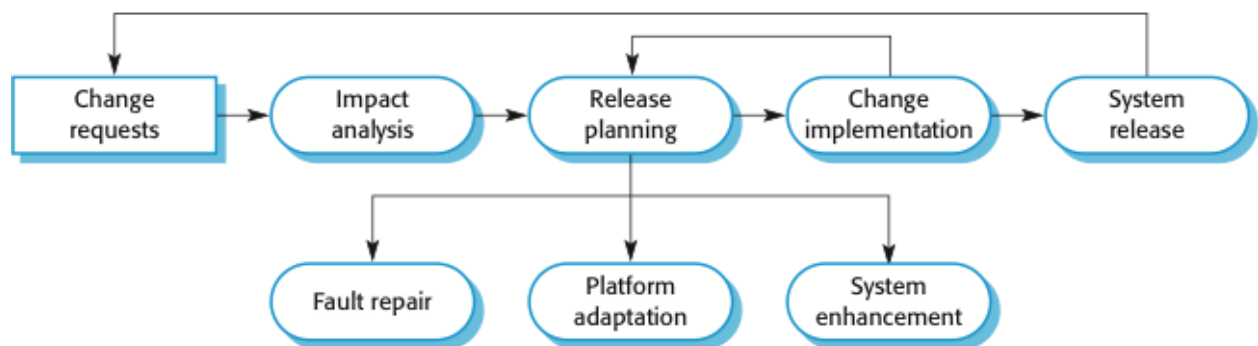 Change
requests
Impact
analysis
Release
planning
Change
implementation
System
release
Fault repair
Platform
adaptation
System
enhancement